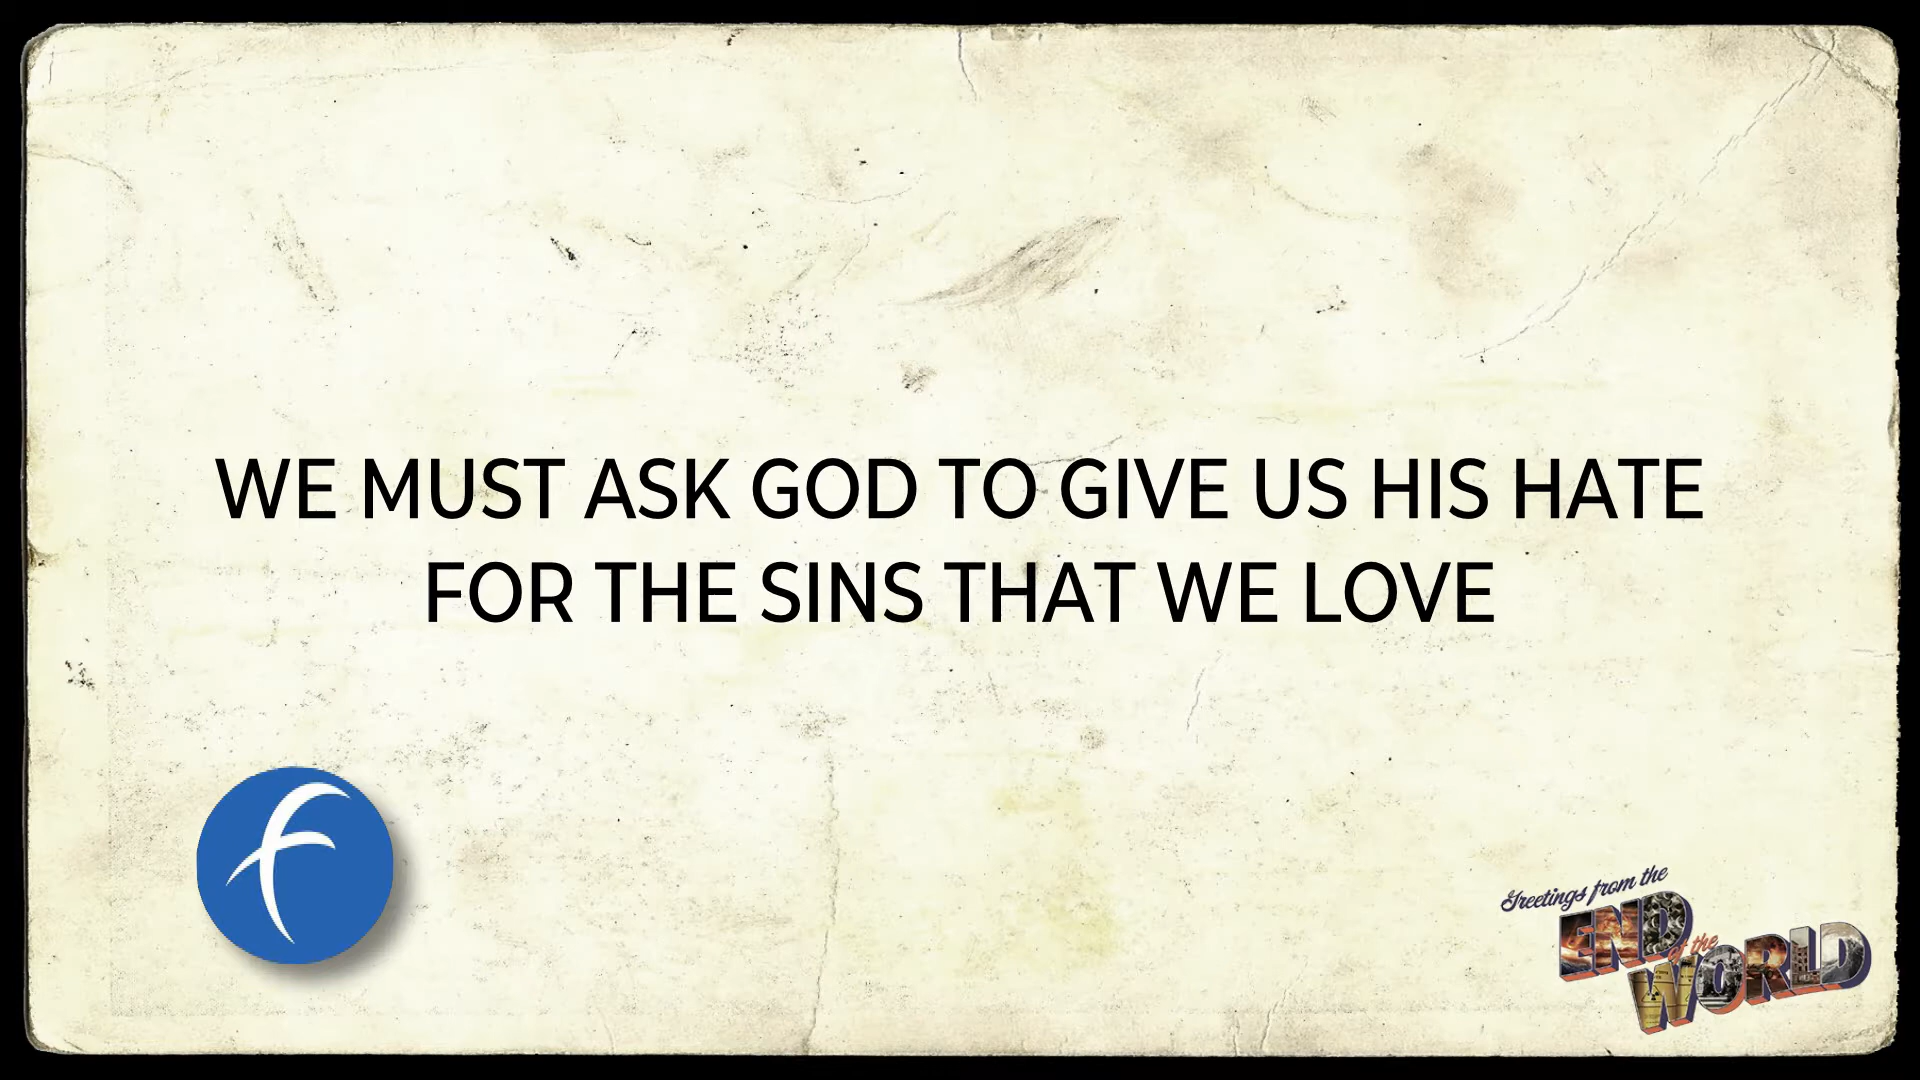 WE MUST ASK GOD TO GIVE US HIS HATE
FOR THE SINS THAT WE LOVE
f
Greetings from the
END
of the
WORLD